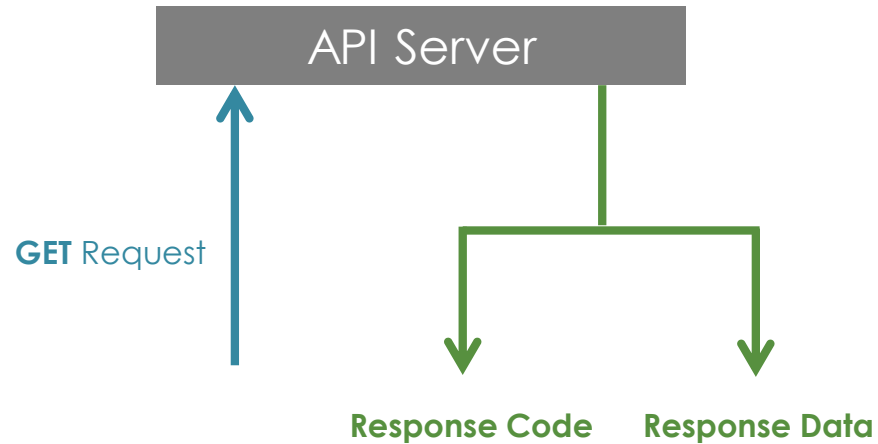 API Server
GET Request
Response Code
Response Data